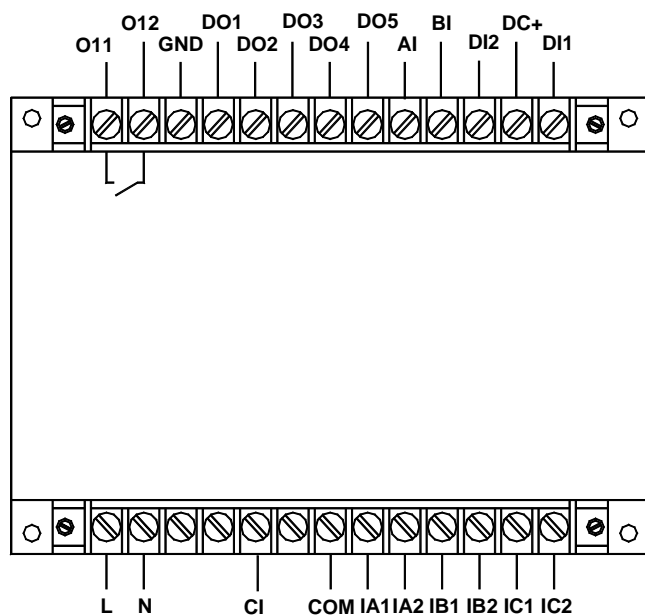 O12 DO1 DO3 DO5 BI DC+
O11 GND DO2 DO4 AI DI2 DI1
L N CI COM IA1 IA2 IB1 IB2 IC1 IC2